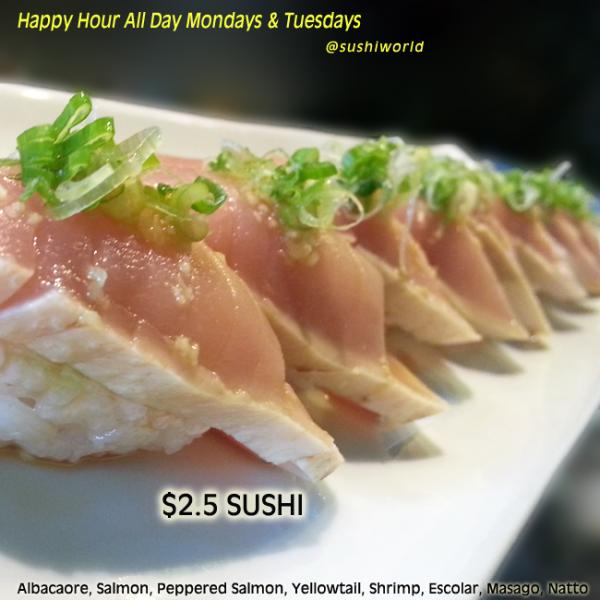 Happy Hour All Day Mondays & Tuesdays
@sushiworld
$2.5 SUSHI
Albacaore, Salmon, Peppered Salmon, Yellowtail, Shrimp, Escolar, Masago, Natto